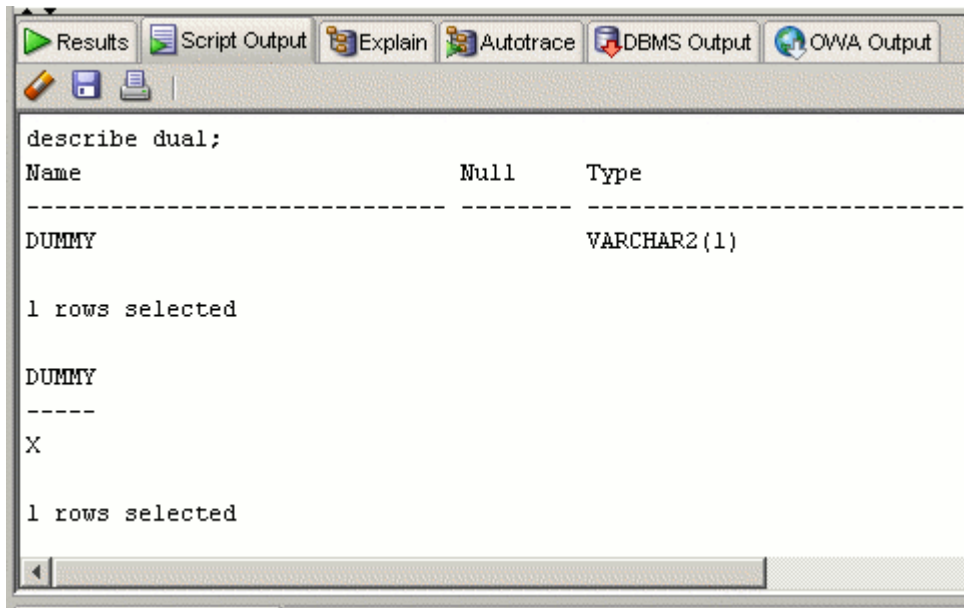 Results Script Output Explain Autotrace DBMS Output OWA Output
describe dual;
Name Null Type
------------------------------ -------- ---------------------------
DUMMY VARCHAR2(1)
1 rows selected
DUMMY
-----
X
1 rows selected